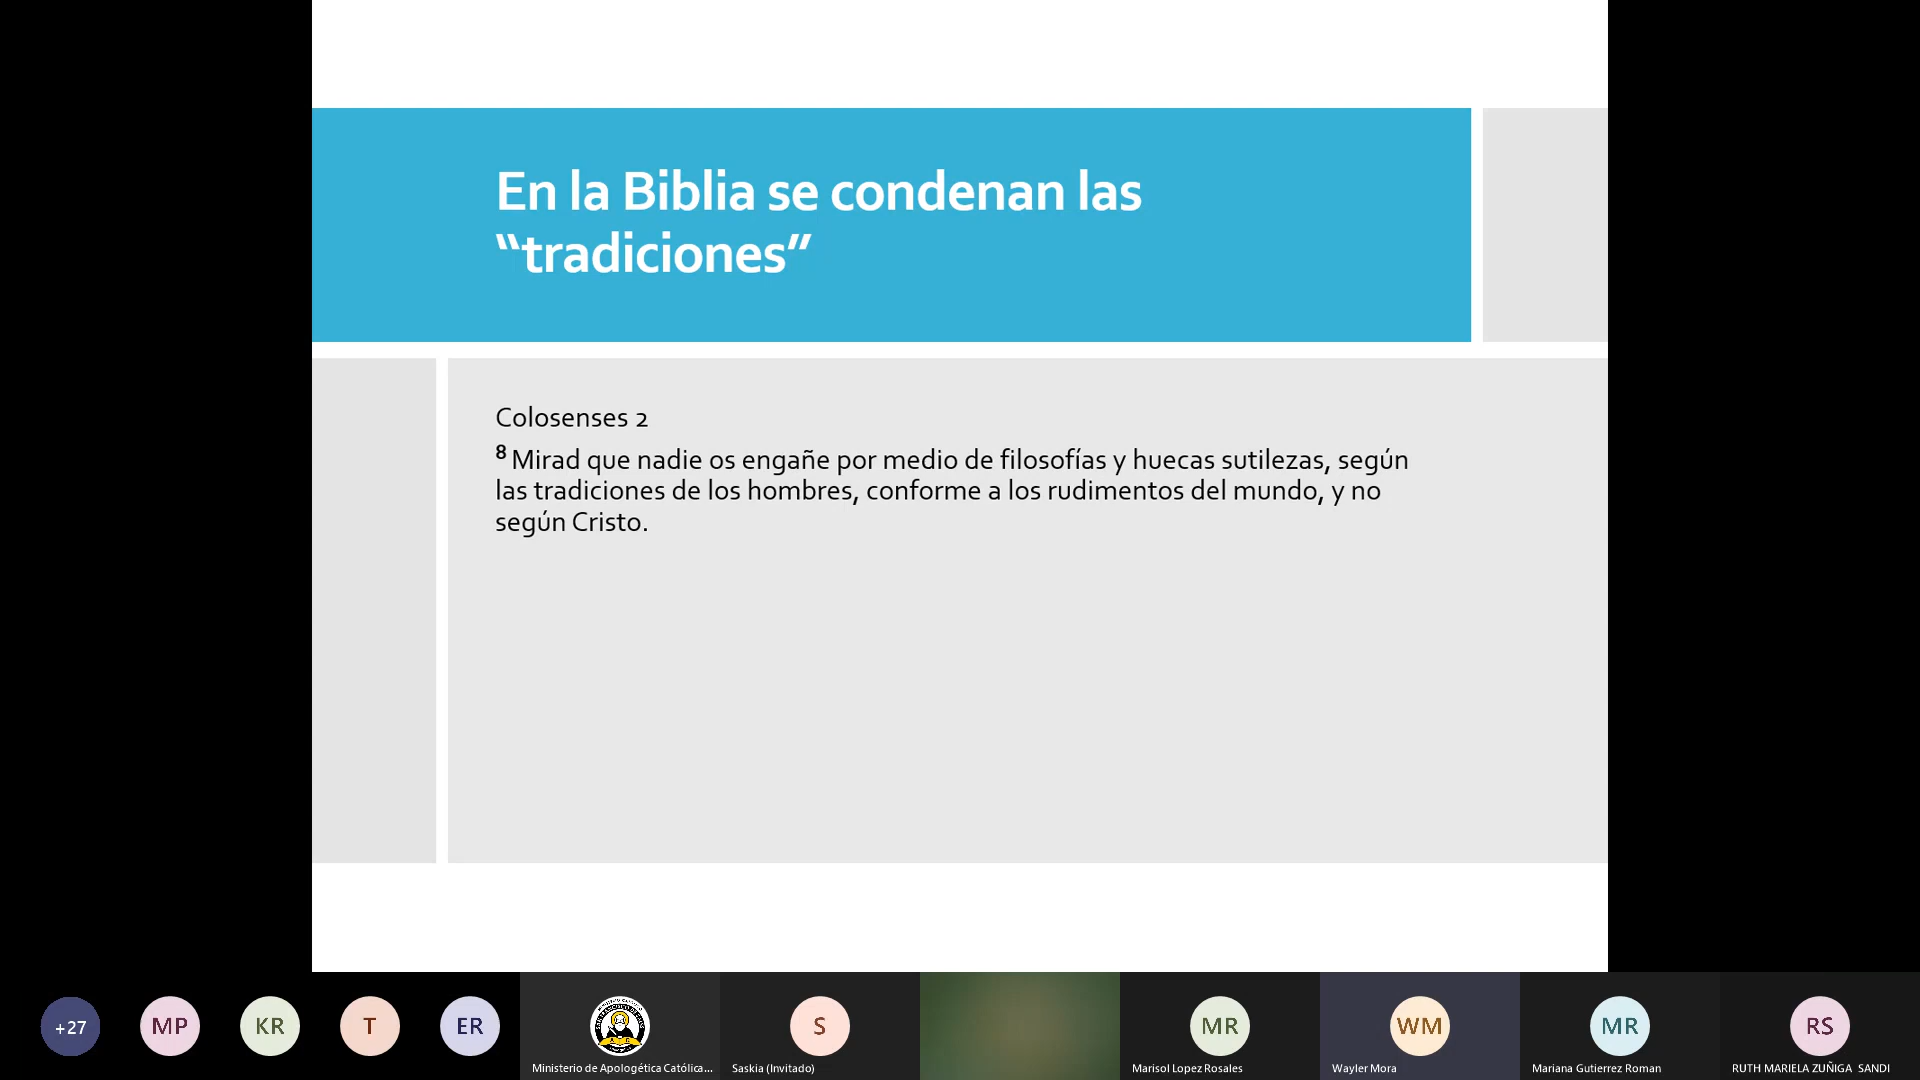 En la Biblia se condenan las
“tradiciones”
Colosenses 2
8 Mirad que nadie os engañe por medio de filosofías y huecas sutilezas, según
las tradiciones de los hombres, conforme a los rudimentos del mundo, y no
según Cristo.
+27
MP
KR
T
ER
S
MR
WM
MR
RS
Ministerio de Apologética Católica...
Saskia (Invitado)
Marisol Lopez Rosales
Wayler Mora
Mariana Gutierrez Roman
RUTH MARIELA ZUÑIGA SANDI